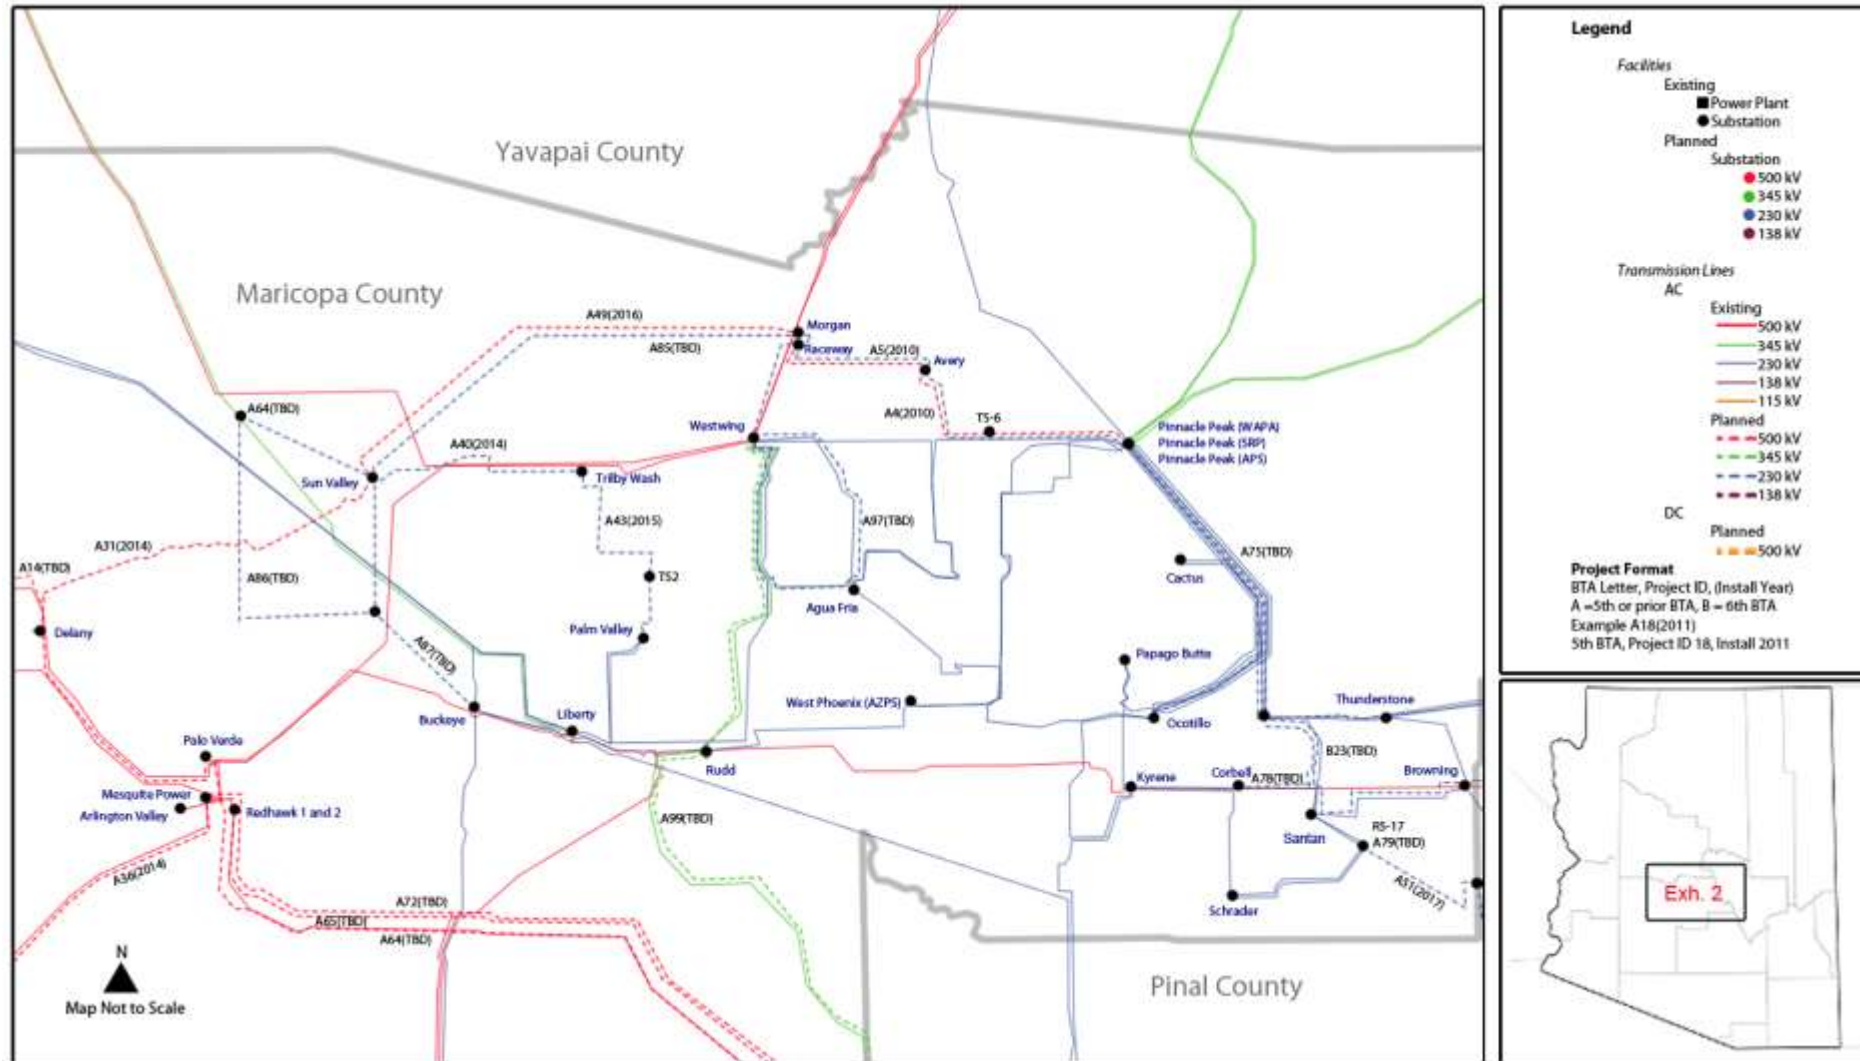 Yavapai County
Maricopa County
A49(2016)
A85(TBD)
Morgan
Raceway
A5(2010)
Avery
A64(TBD)
Westwing
A4(2010)
TS-6
Pinnacle Peak (WAPA)
Pinnacle Peak (SRP)
Pinnacle Peak (APS)
A40(2014)
Sun Valley
Trilby Wash
A43(2015)
A97(TBD)
A31(2014)
A75(TBD)
A14(TBD)
A86(TBD)
TS2
Cactus
Agua Fria
Delany
Palm Valley
A87(TBD)
Papago Butte
West Phoenix (AZPS)
Thunderstone
Buckeye
Liberty
Ocotillo
Palo Verde
Rudd
B23(TBD)
Mesquite Power
Kyrene
Corbell
A78(TBD)
Browning
Arlington Valley
Redhawk 1 and 2
A99(TBD)
Santan
RS-17
A79(TBD)
A36(2014)
A51(2017)
A72(TBD)
A65(TBD)
A64(TBD)
Schrader
N
Map Not to Scale
Pinal County
Legend
Facilities
Existing
Power Plant
Substation
Planned
Substation
500 kV
345 kV
230 kV
138 kV
Transmission Lines
AC
Existing
500 kV
345 kV
230 kV
138 kV
115 kV
Planned
500 kV
345 kV
230 kV
138 kV
DC
Planned
500 kV
Project Format
BTA Letter, Project ID, (Install Year)
A =5th or prior BTA, B = 6th BTA
Example A18(2011)
5th BTA, Project ID 18, Install 2011
Exh. 2